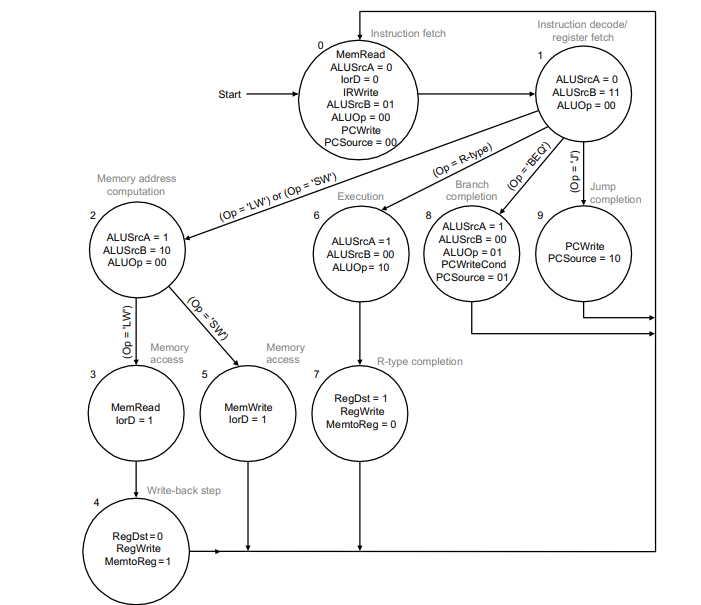 Instruction fetch
0
MemRead
ALUSrcA = 0
IorD = 0
IRWrite
ALUSrcB = 01
ALUOp = 00
PCWrite
PCSource = 00
Start
Instruction decode/
register fetch
1
ALUSrcA = 0
ALUSrcB = 11
ALUOp = 00
(Op = 'LW') or (Op = 'SW')
(Op = R-type)
(Op = 'BEQ')
(Op = 'J')
Memory address
computation
2
ALUSrcA = 1
ALUSrcB = 10
ALUOp = 00
Execution
6
ALUSrcA =1
ALUSrcB = 00
ALUOp= 10
Branch
completion
8
ALUSrcA = 1
ALUSrcB = 00
ALUOp = 01
PCWriteCond
PCSource = 01
Jump
completion
9
PCWrite
PCSource = 10
(Op = 'LW')
(Op = 'SW')
Memory
access
3
MemRead
IorD = 1
Memory
access
5
MemWrite
IorD = 1
R-type completion
7
RegDst = 1
RegWrite
MemtoReg = 0
Write-back step
4
RegDst=0
RegWrite
MemtoReg=1